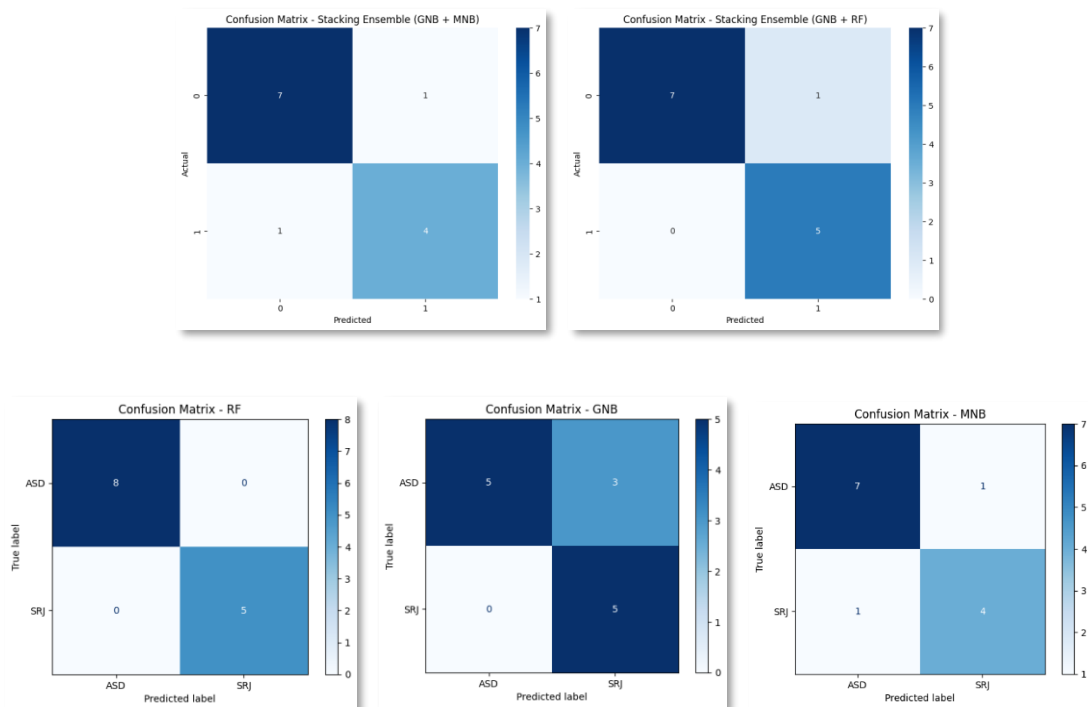 Confusion Matrix - Stacking Ensemble (GNB + MNB)
7
6
5
4
3
2
1
Actual
0
1
7
1
1
4
0
1
Predicted
Confusion Matrix - Stacking Ensemble (GNB + RF)
7
6
5
4
3
2
1
0
Actual
0
1
7
1
0
5
0
1
Predicted
Confusion Matrix - RF
8
7
6
5
4
3
2
1
0
True label
ASD
SRJ
8
0
0
5
ASD
SRJ
Predicted label
Confusion Matrix - GNB
5
4
3
2
1
0
True label
ASD
SRJ
5
3
0
5
ASD
SRJ
Predicted label
Confusion Matrix - MNB
7
6
5
4
3
2
1
True label
ASD
SRJ
7
1
1
4
ASD
SRJ
Predicted label